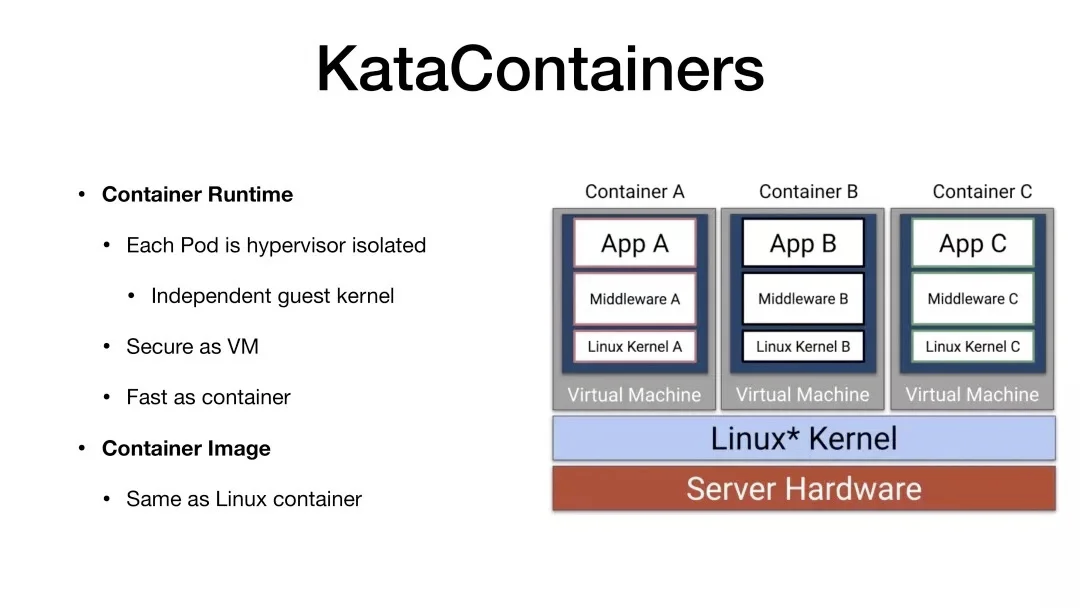 KataContainers
• Container Runtime
• Each Pod is hypervisor isolated
• Independent guest kernel
• Secure as VM
• Fast as container
• Container Image
• Same as Linux container
Container A
Container B
Container C
App A
App B
App C
Middleware A
Middleware B
Middleware C
Linux Kernel A
Linux Kernel B
Linux Kernel C
Virtual Machine
Virtual Machine
Virtual Machine
Linux* Kernel
Server Hardware